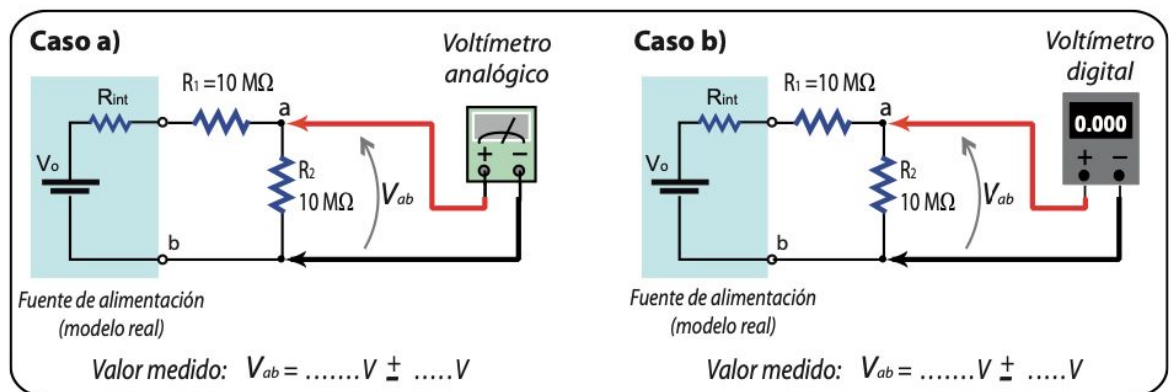 Caso a)
Voltímetro
analógico
R1 =10 MΩ
Rint
a
Vo
R2
10 MΩ
Vab
+ −
b
Fuente de alimentación
(modelo real)
Valor medido: Vab = .......V ± .....V
Caso b)
Voltímetro
digital
R1 =10 MΩ
Rint
a
0.000
Vo
R2
10 MΩ
Vab
+ −
b
Fuente de alimentación
(modelo real)
Valor medido: Vab = .......V ± .....V